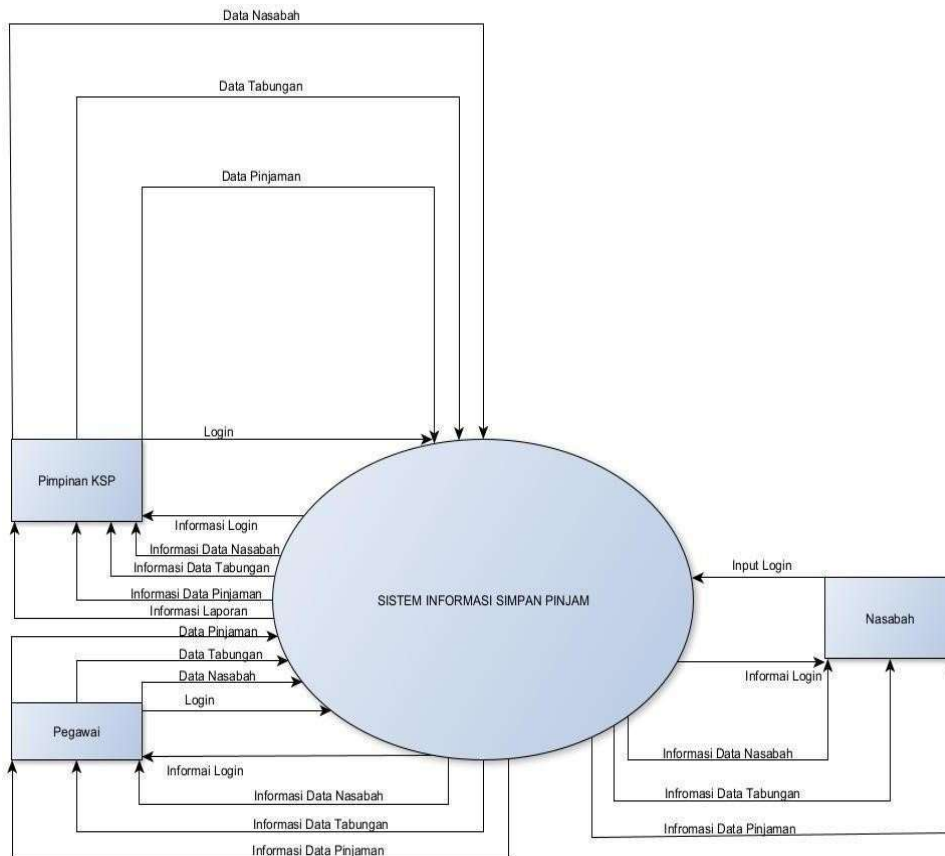 Data Nasabah
Data Tabungan
Data Pinjaman
Login
Pimpinan KSP
Informasi Login
Informasi Data Nasabah
Informasi Data Tabungan
Informasi Data Pinjaman
Informasi Laporan
Data Pinjaman
Data Tabungan
Data Nasabah
Login
Pegawai
Informai Login
Informasi Data Nasabah
Informasi Data Tabungan
Informasi Data Pinjaman
SISTEM INFORMASI SIMPAN PINJAM
Input Login
Nasabah
Informai Login
Informasi Data Nasabah
Infromasi Data Tabungan
Infromasi Data Pinjaman